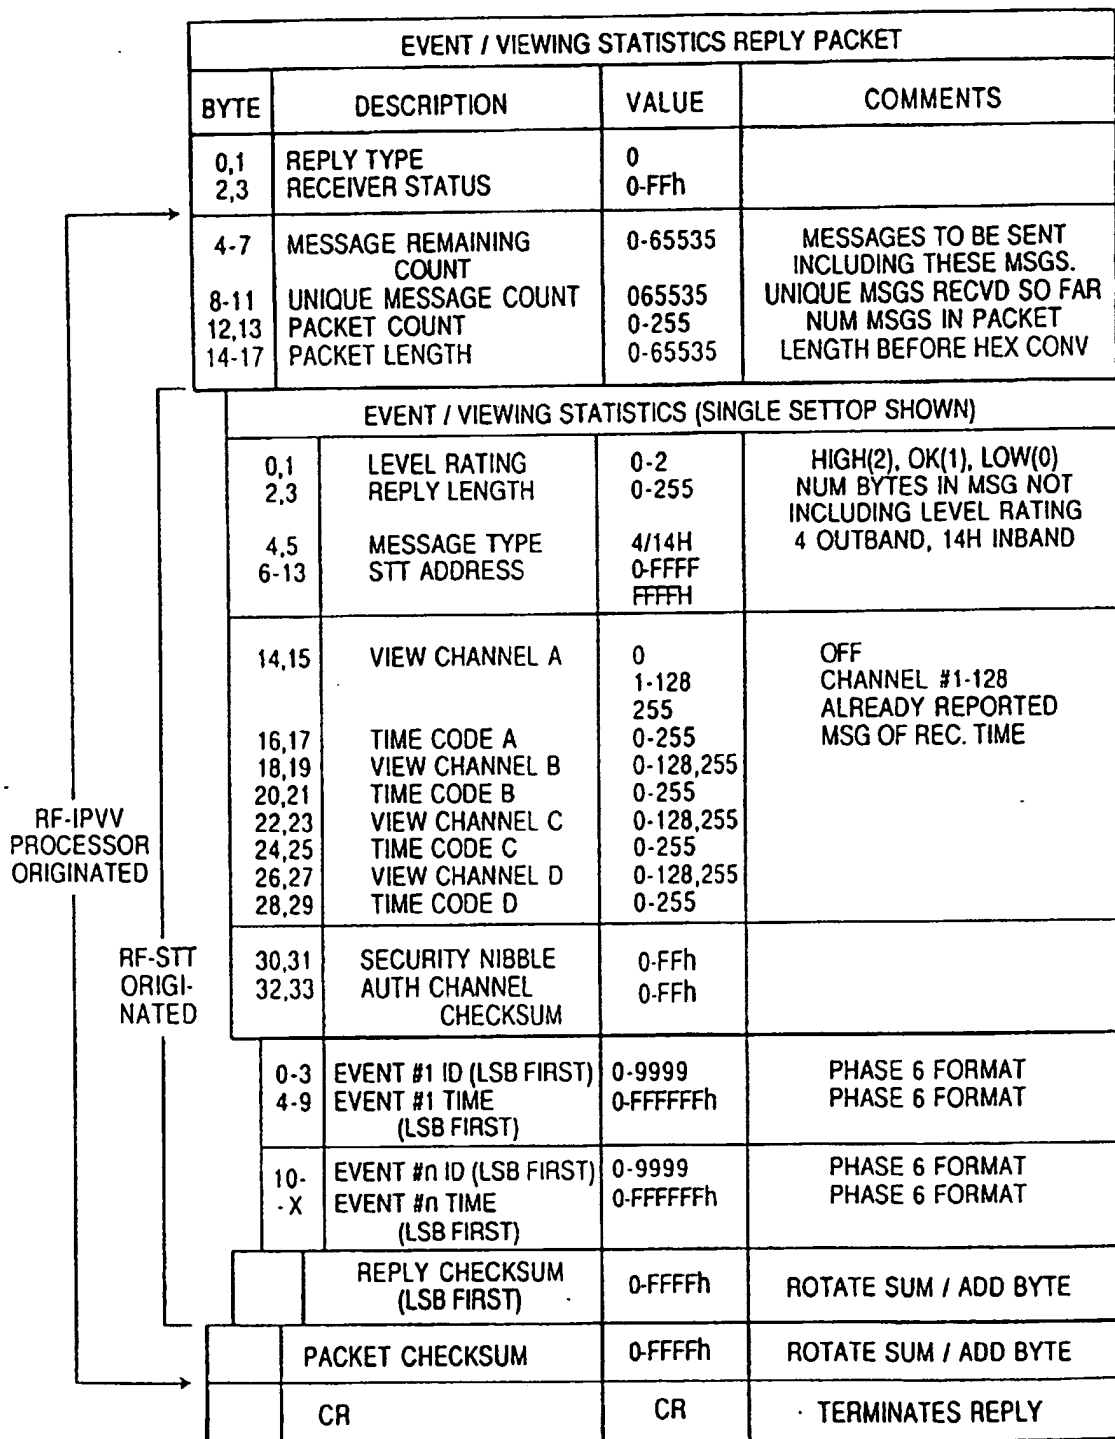 EVENT / VIEWING STATISTICS REPLY PACKET
BYTE DESCRIPTION VALUE COMMENTS
0,1 REPLY TYPE 0
2,3 RECEIVER STATUS 0-FFh
4-7 MESSAGE REMAINING 0-65535 MESSAGES TO BE SENT
COUNT INCLUDING THESE MSGS.
8-11 UNIQUE MESSAGE COUNT 065535 UNIQUE MSGS RECVD SO FAR
12,13 PACKET COUNT 0-255 NUM MSGS IN PACKET
14-17 PACKET LENGTH 0-65535 LENGTH BEFORE HEX CONV
EVENT / VIEWING STATISTICS (SINGLE SETTOP SHOWN)
0,1 LEVEL RATING 0-2 HIGH(2), OK(1), LOW(0)
2,3 REPLY LENGTH 0-255 NUM BYTES IN MSG NOT
INCLUDING LEVEL RATING
4,5 MESSAGE TYPE 4/14H 4 OUTBAND, 14H INBAND
6-13 STT ADDRESS 0-FFFF
FFFFH
14,15 VIEW CHANNEL A 0 OFF
1-128 CHANNEL #1-128
255 ALREADY REPORTED
16,17 TIME CODE A 0-255 MSG OF REC. TIME
18,19 VIEW CHANNEL B 0-128,255
20,21 TIME CODE B 0-255
22,23 VIEW CHANNEL C 0-128,255
24,25 TIME CODE C 0-255
26,27 VIEW CHANNEL D 0-128,255
28,29 TIME CODE D 0-255
RF-IPVV
PROCESSOR
ORIGINATED
30,31 SECURITY NIBBLE 0-FFh
32,33 AUTH CHANNEL 0-FFh
CHECKSUM
RF-STT
ORIGI-
NATED
0-3 EVENT #1 ID (LSB FIRST) 0-9999 PHASE 6 FORMAT
4-9 EVENT #1 TIME 0-FFFFFFh PHASE 6 FORMAT
(LSB FIRST)
10- EVENT #n ID (LSB FIRST) 0-9999 PHASE 6 FORMAT
-X EVENT #n TIME 0-FFFFFFh PHASE 6 FORMAT
(LSB FIRST)
REPLY CHECKSUM 0-FFFFh ROTATE SUM / ADD BYTE
(LSB FIRST)
PACKET CHECKSUM 0-FFFFh ROTATE SUM / ADD BYTE
CR CR TERMINATES REPLY